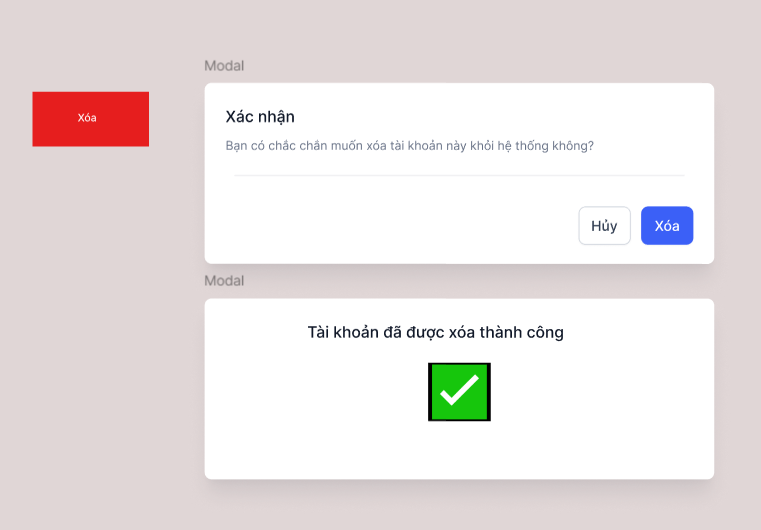 Modal
Xóa
Xác nhận
Bạn có chắc chắn muốn xóa tài khoản này khỏi hệ thống không?
Hủy
Xóa
Modal
Tài khoản đã được xóa thành công